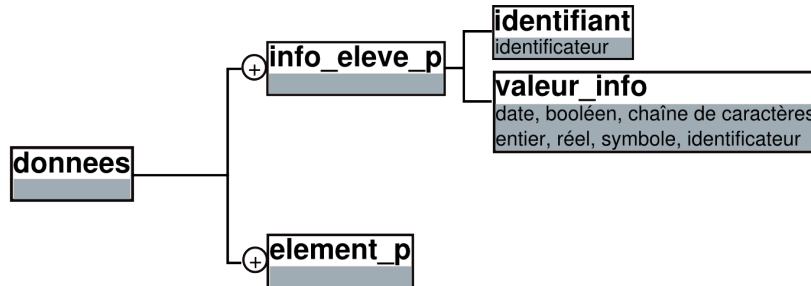 identifiant
identificateur
+
info_eleve_p
valeur_info
date, booléen, chaîne de caractères
entier, réel, symbole, identificateur
donnees
+
element_p